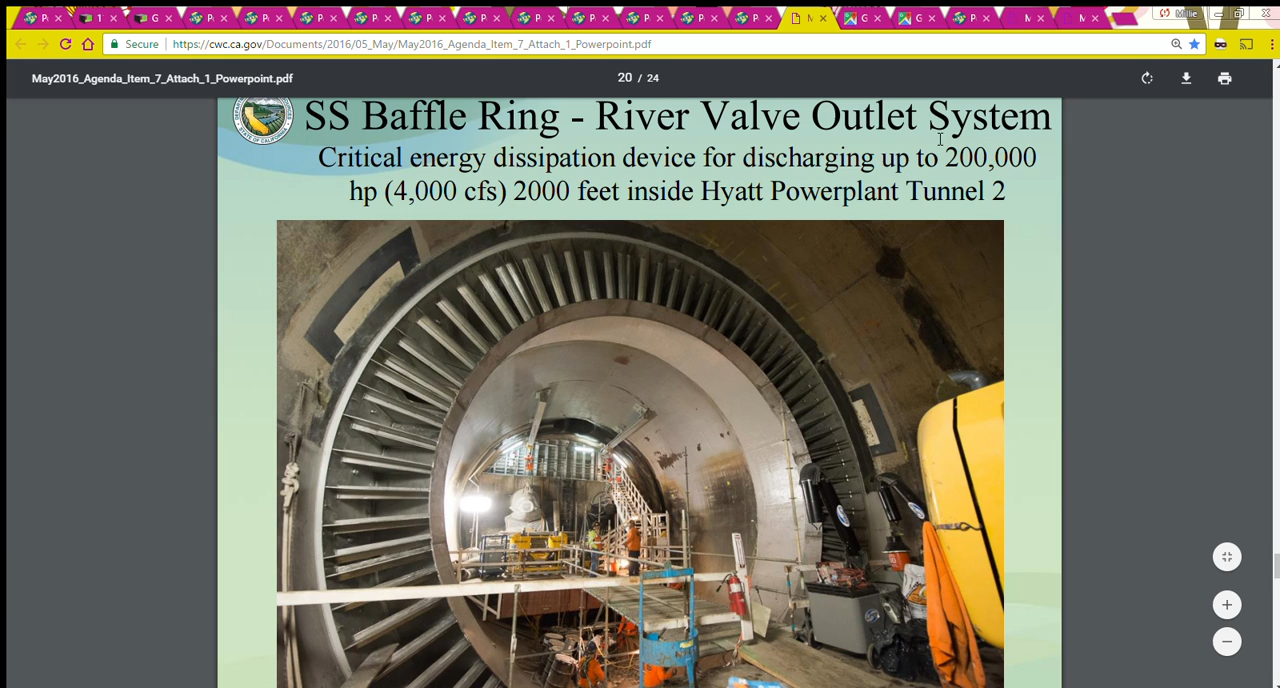 Millie
Secure
https://cwc.ca.gov/Documents/2016/05_May/May2016_Agenda_Item_7_Attach_1_Powerpoint.pdf
May2016_Agenda_Item_7_Attach_1_Powerpoint.pdf
20 / 24
SS Baffle Ring - River Valve Outlet System
Critical energy dissipation device for discharging up to 200,000
hp (4,000 cfs) 2000 feet inside Hyatt Powerplant Tunnel 2